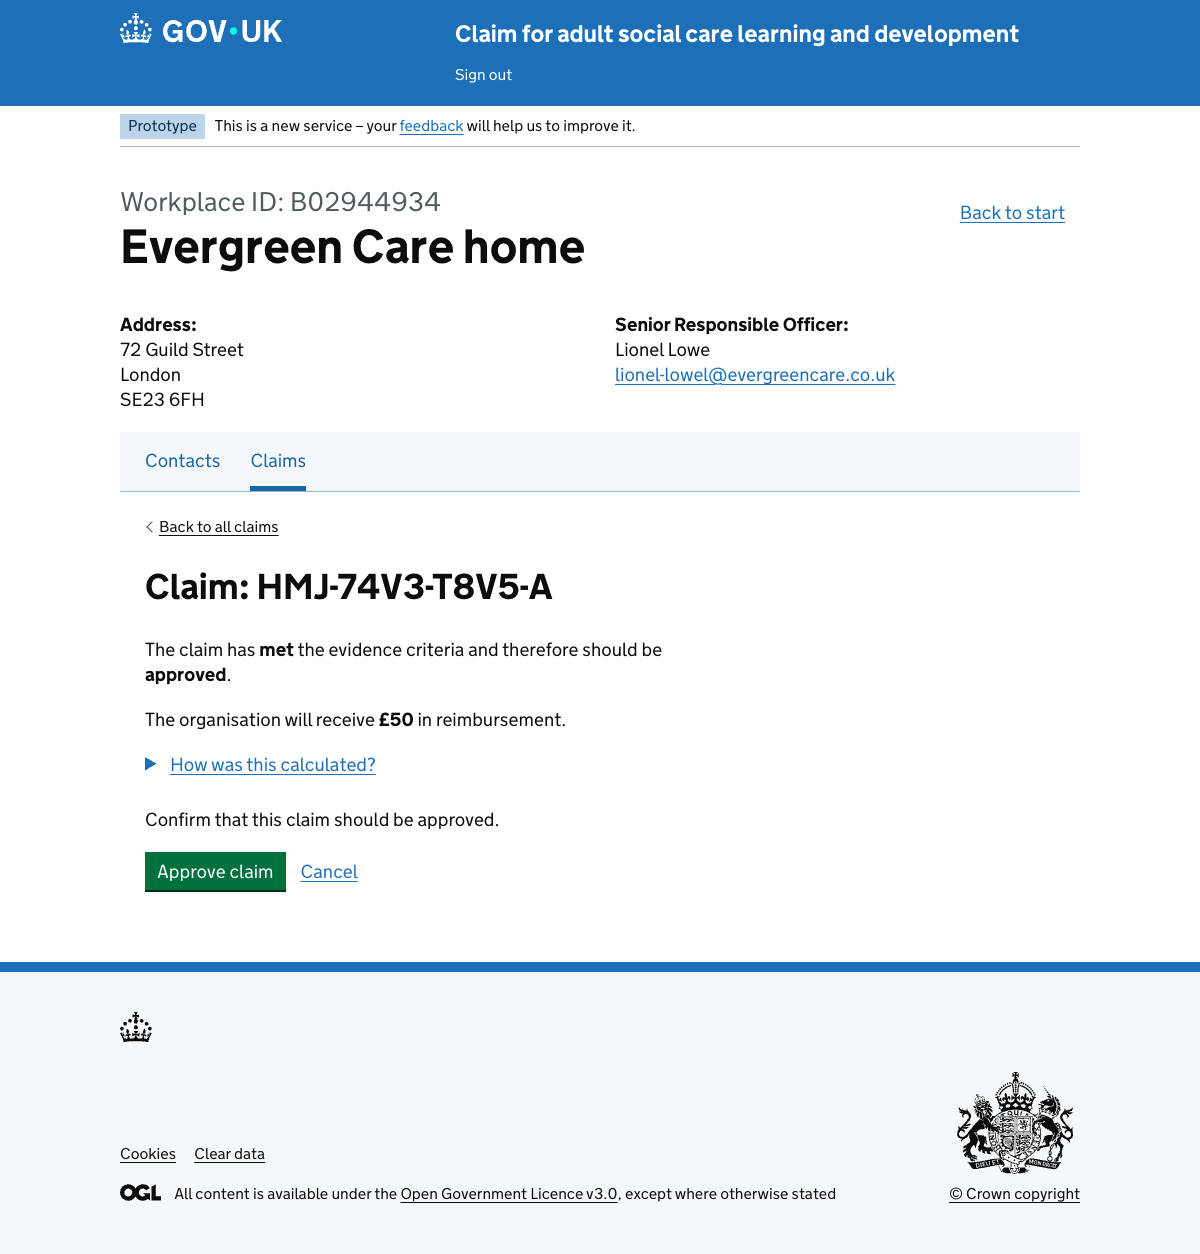 GOV·UK
Claim for adult social care learning and development
Sign out
Prototype This is a new service – your feedback will help us to improve it.
Workplace ID: B02944934
Back to start
Evergreen Care home
Address:
72 Guild Street
London
SE23 6FH
Senior Responsible Officer:
Lionel Lowe
lionel-lowel@evergreencare.co.uk
Contacts Claims
Back to all claims
Claim: HMJ-74V3-T8V5-A
The claim has met the evidence criteria and therefore should be
approved.
The organisation will receive £50 in reimbursement.
How was this calculated?
Confirm that this claim should be approved.
Approve claim Cancel
Cookies Clear data
OGL All content is available under the Open Government Licence v3.0, except where otherwise stated
© Crown copyright